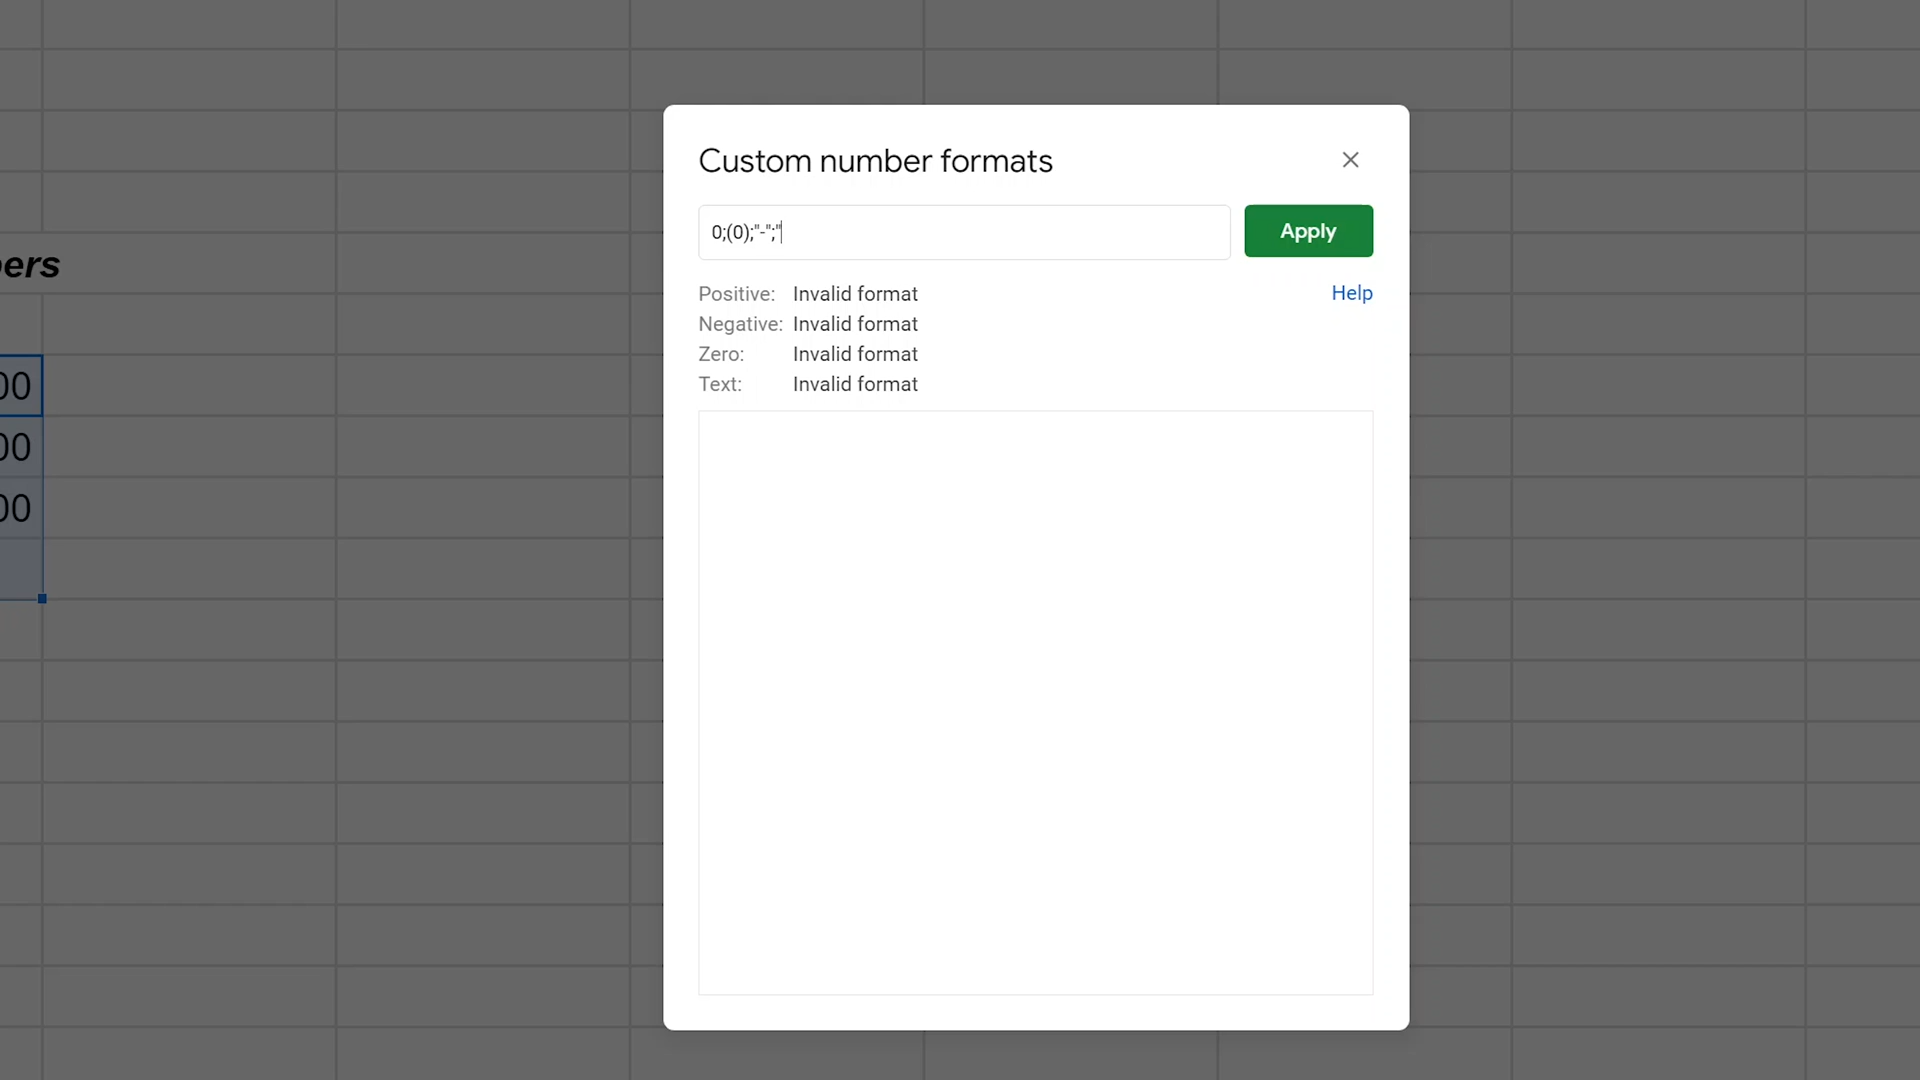 Custom number formats
0;(0);"-";"
Apply
Positive: Invalid format
Help
Negative: Invalid format
Zero: Invalid format
Text: Invalid format
ers
00
00
00